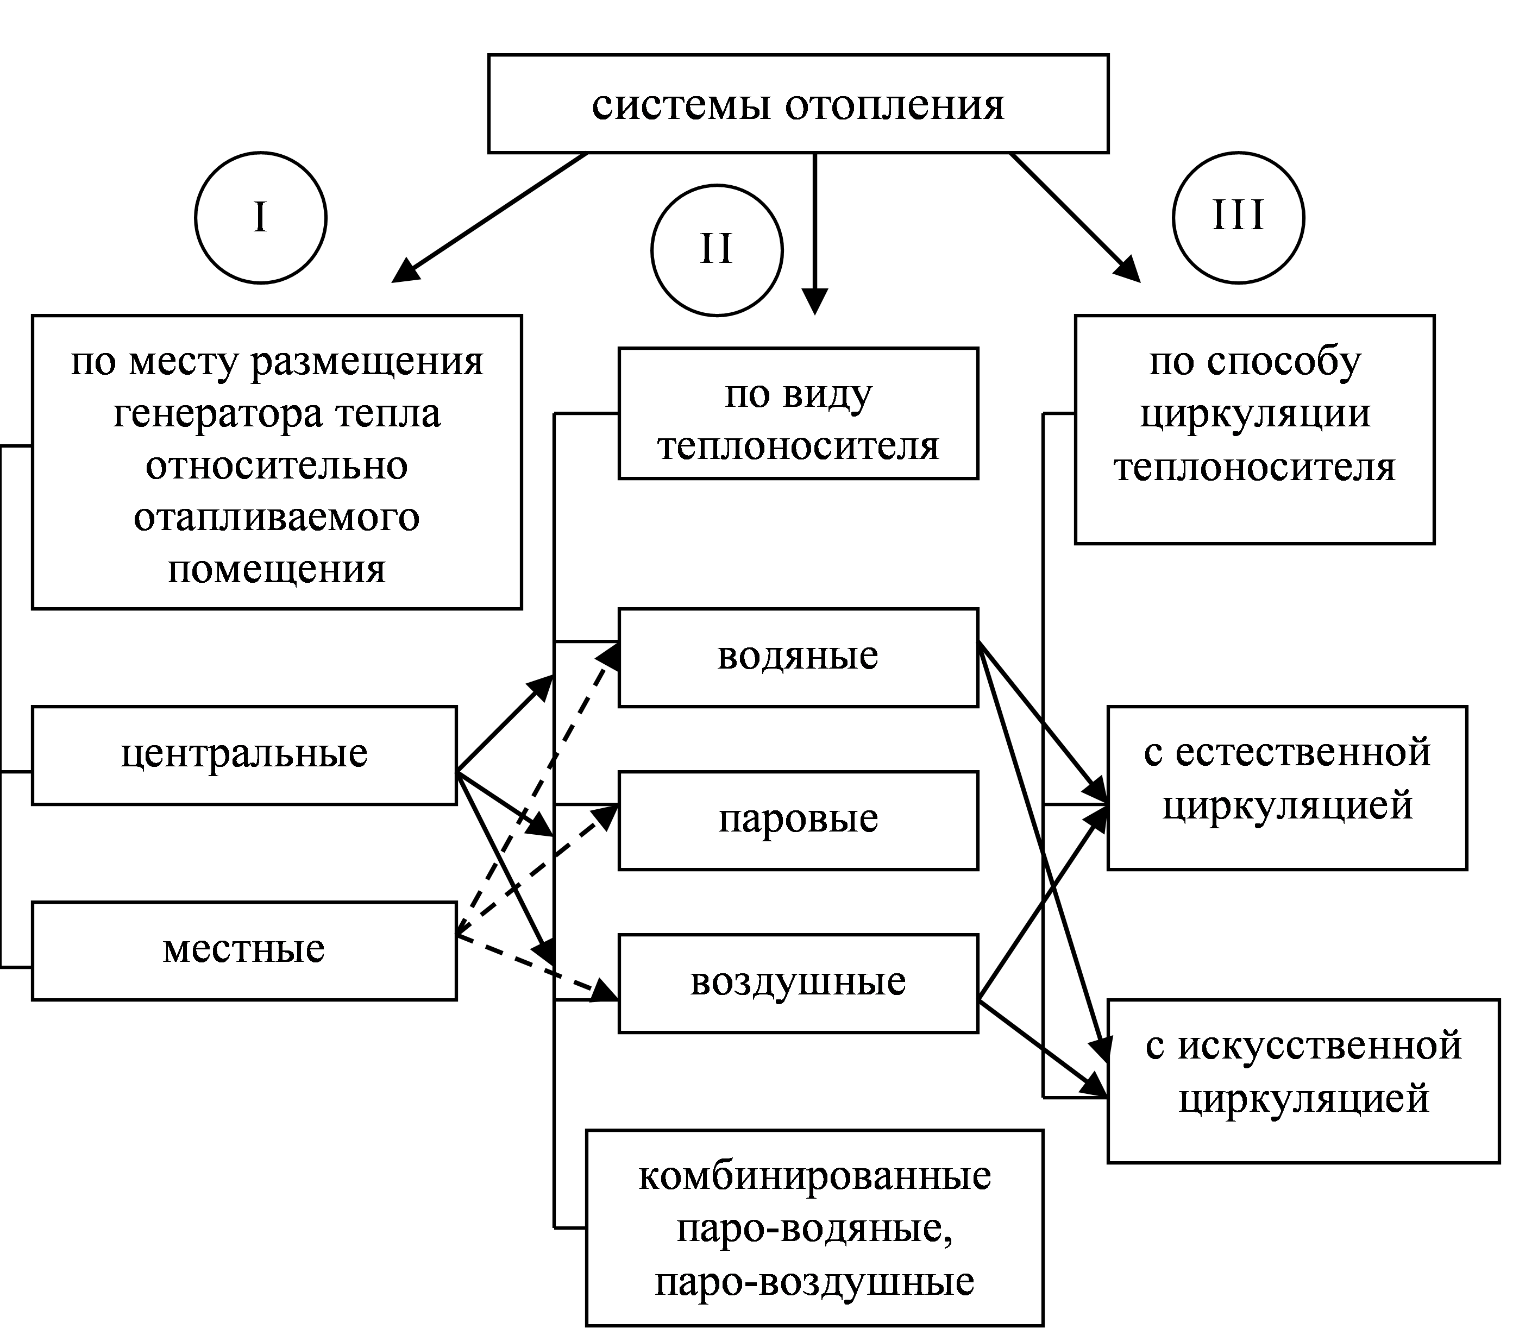 системы отопления
I
II
III
по месту размещения
генератора тепла
относительно
отапливаемого
помещения
по виду
теплоносителя
по способу
циркуляции
теплоносителя
центральные
местные
водяные
паровые
воздушные
комбинированные
паро-водяные,
паро-воздушные
с естественной
циркуляцией
с искусственной
циркуляцией